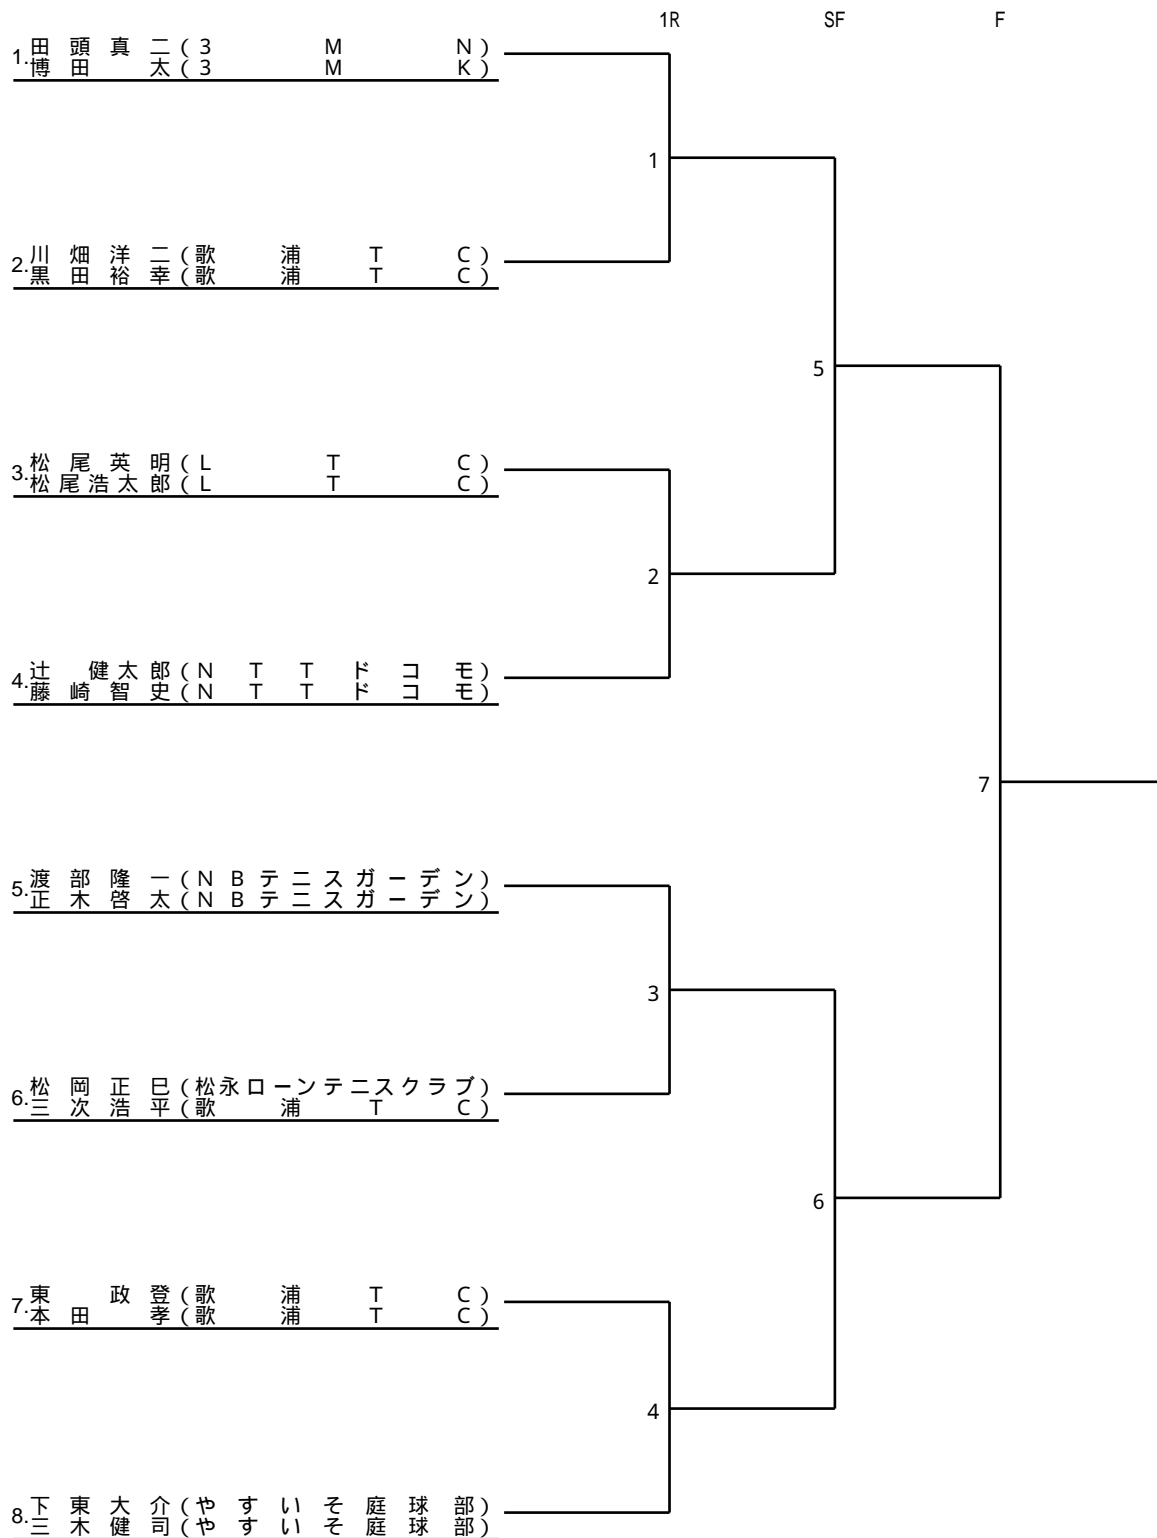 1R SF F
1. 田頭真二(3MN)
博田 太(3MK)
1
2. 川畑洋二(歌浦TC)
黒田裕幸(歌浦TC)
5
3. 松尾英明(LTC)
松尾浩太郎(LTC)
2
4. 辻 健太郎(NTTドコモ)
藤崎智史(NTTドコモ)
7
5. 渡部隆一(NBテニスガーデン)
正木啓太(NBテニスガーデン)
3
6. 松岡正巳(松永ローンテニスクラブ)
三次浩平(歌浦TC)
6
7. 東 政登(歌浦TC)
本田 孝(歌浦TC)
4
8. 下東大介(やすいそ庭球部)
三木健司(やすいそ庭球部)